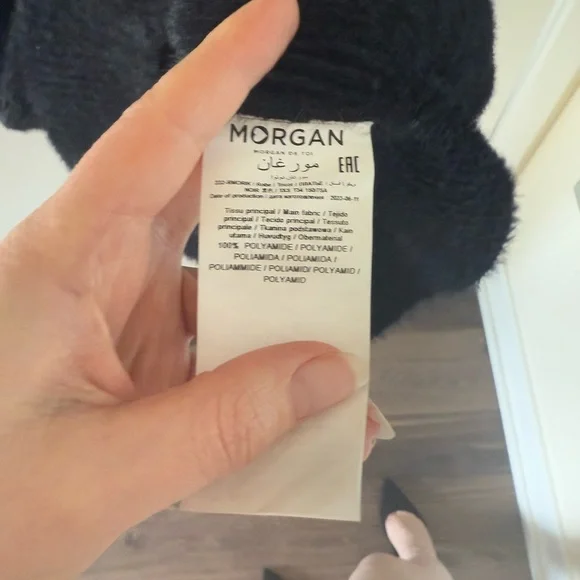 MORGAN
MORGAN DE TOI
مورغان
EAC
Date of production / дата изготовления 2022-06-11
Tissu principal / Main fabric / Tejido
principal / Tecido principal / Tessuto
principale / Tkanina podstawowa / Kain
utama / Huvudtyg / Obermaterial
100% POLYAMIDE / POLYAMIDE /
POLIAMIDA / POLIAMIDA /
POLIAMMIDE / POLIAMID/ POLYAMID /
POLYAMID